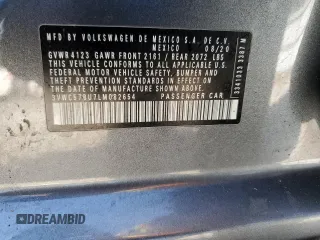 MFD BY VOLKSWAGEN DE MEXICO S.A. DE C.V.
MEXICO 08/20
GVWR 4123 GAWR FRONT 2161 / REAR 2072 LBS
THIS VEHICLE CONFORMS TO ALL APPLICABLE
FEDERAL MOTOR VEHICLE SAFETY,
BUMPER, AND THEFT PREVENTION
STANDARDS IN EFFECT ON THE DATE
OF MANUFACTURE SHOWN ABOVE.
3VWC57BU7LM082654 PASSENGER CAR
DREAMBID